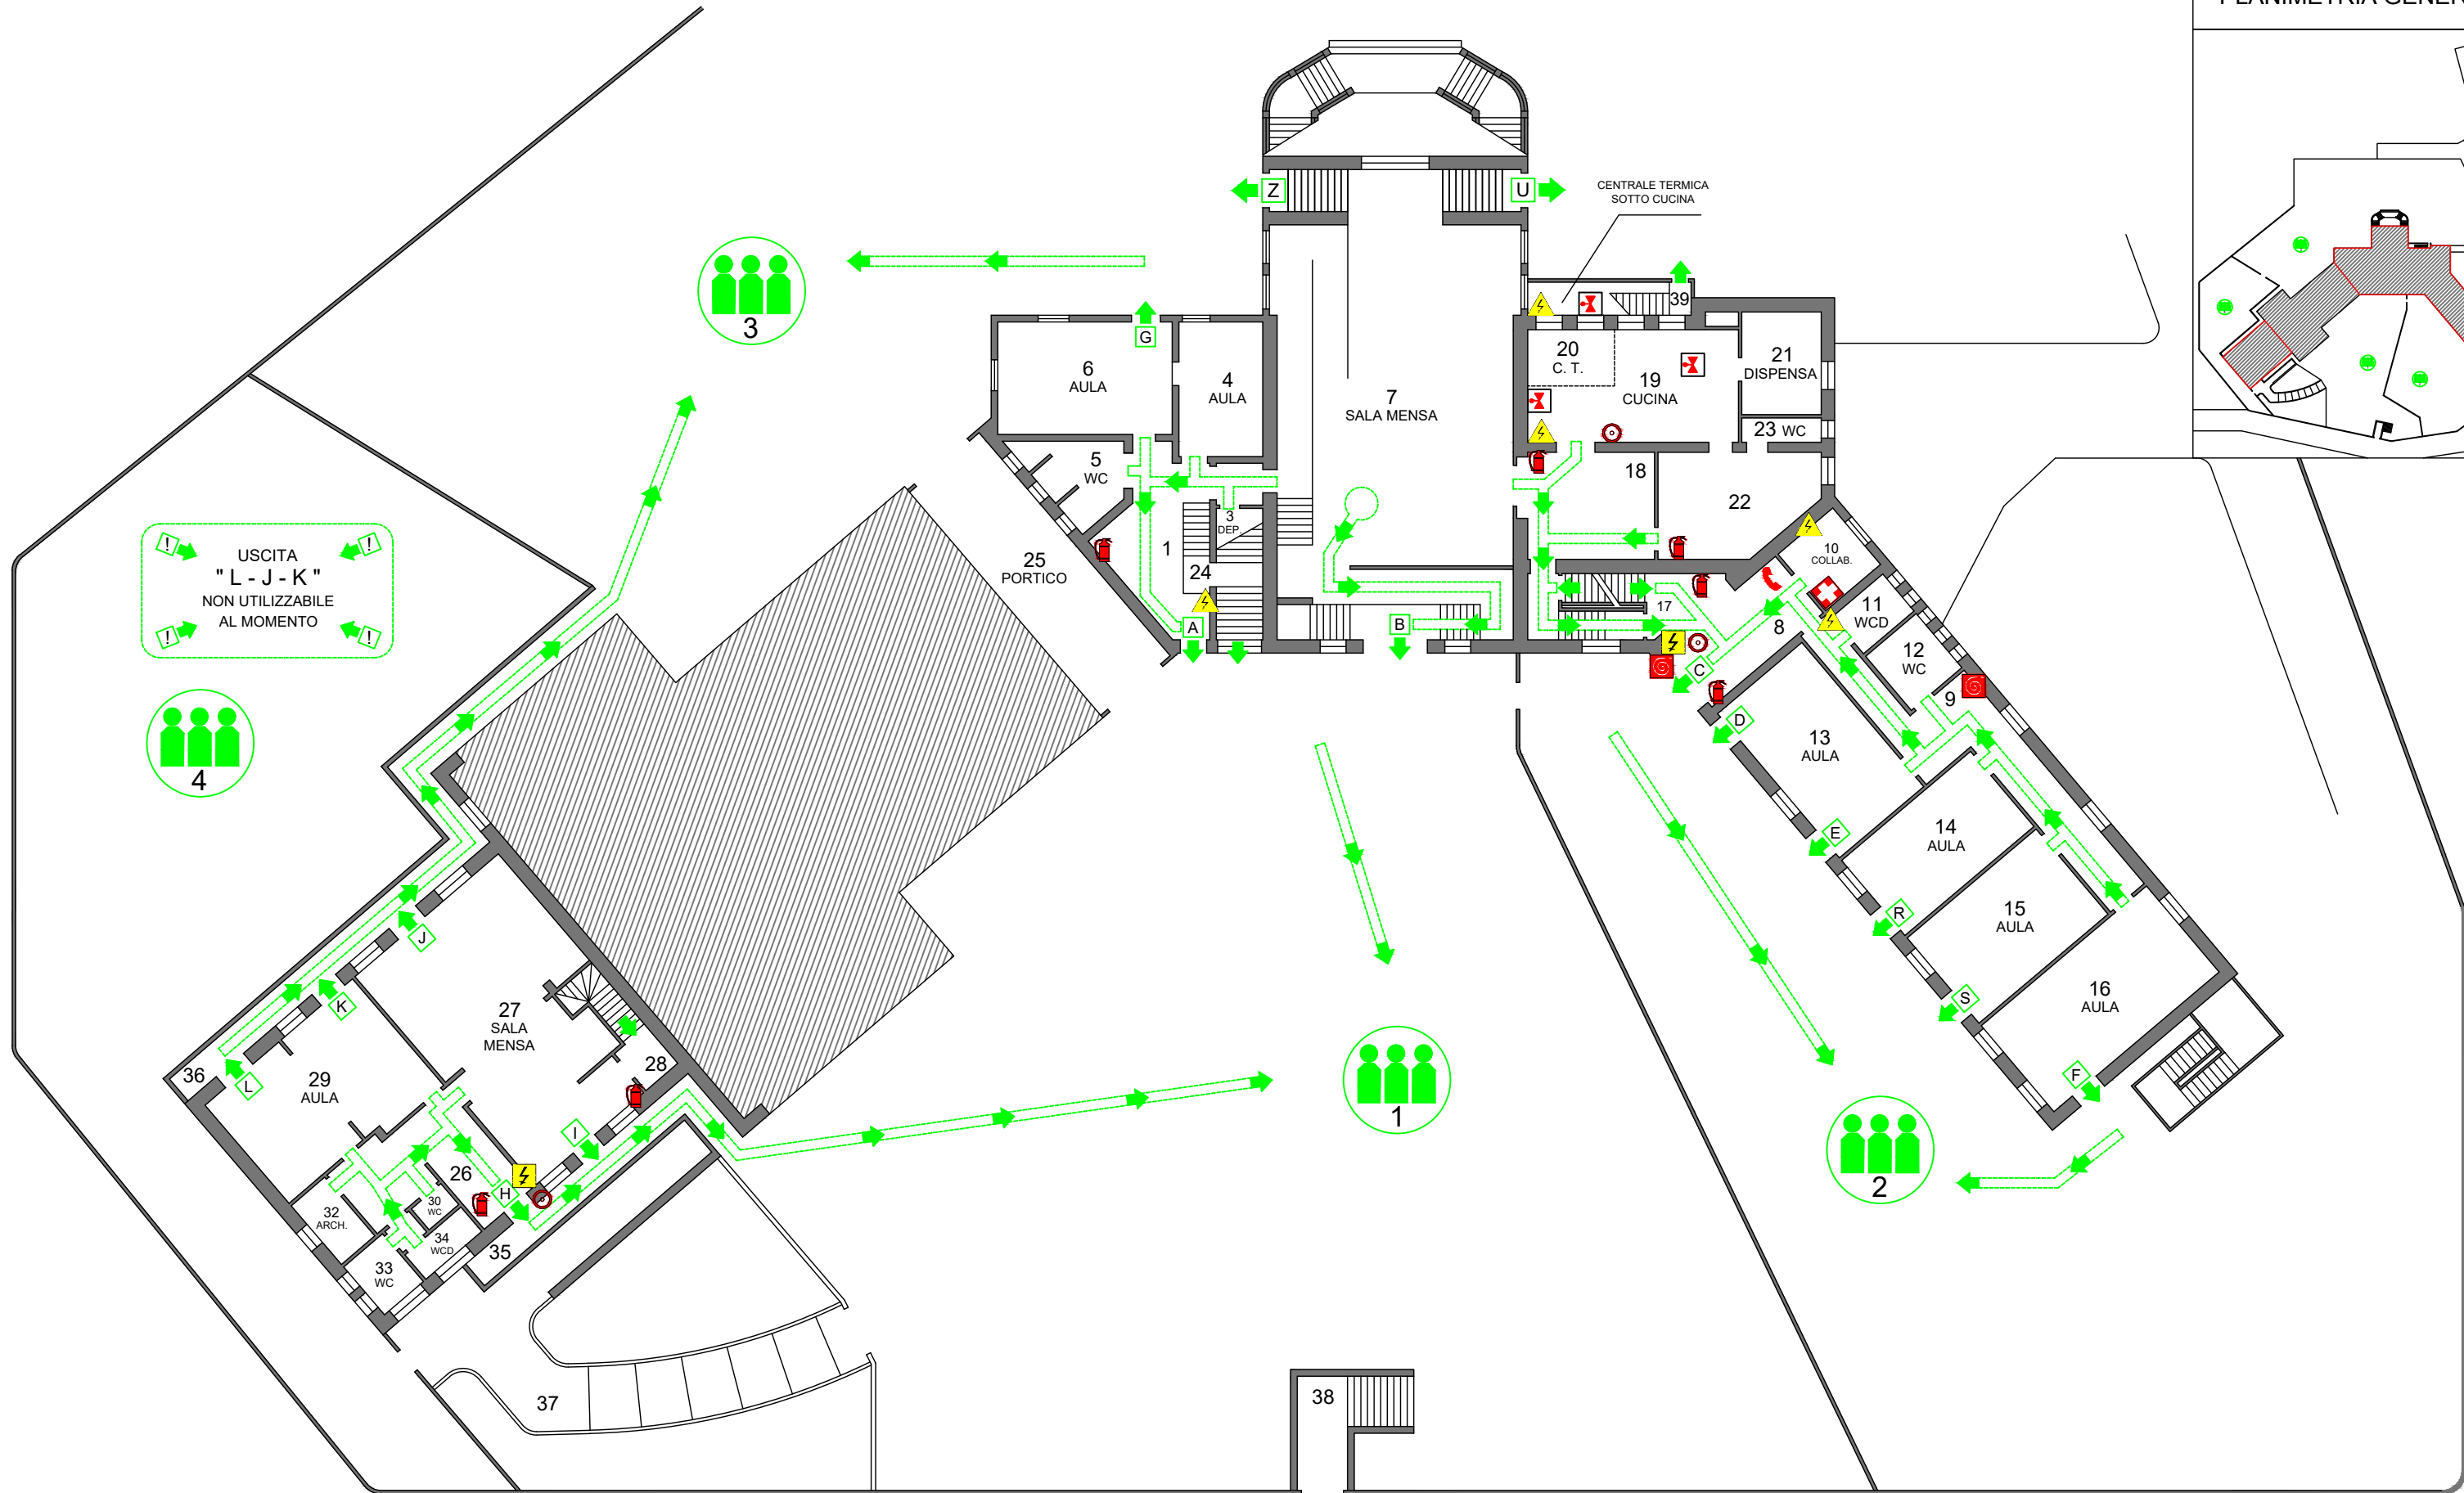 PLANIMETRIA GENER
Z
U
CENTRALE TERMICA
SOTTO CUCINA
3
G
39
6
AULA
4
AULA
7
SALA MENSA
20
C. T.
19
CUCINA
21
DISPENSA
23 WC
5
WC
18
22
3
DEP.
1
24
25
PORTICO
10
COLLAB.
11
WCD
12
WC
9
8
17
A
B
C
D
! !
USCITA
" L - J - K "
NON UTILIZZABILE
AL MOMENTO
! !
4
13
AULA
E
14
AULA
R
15
AULA
S
16
AULA
F
J
K
L
27
SALA
MENSA
28
36
29
AULA
I
26
H
30
WC
32
ARCH.
34
WCD
33
WC
35
1
2
37
38